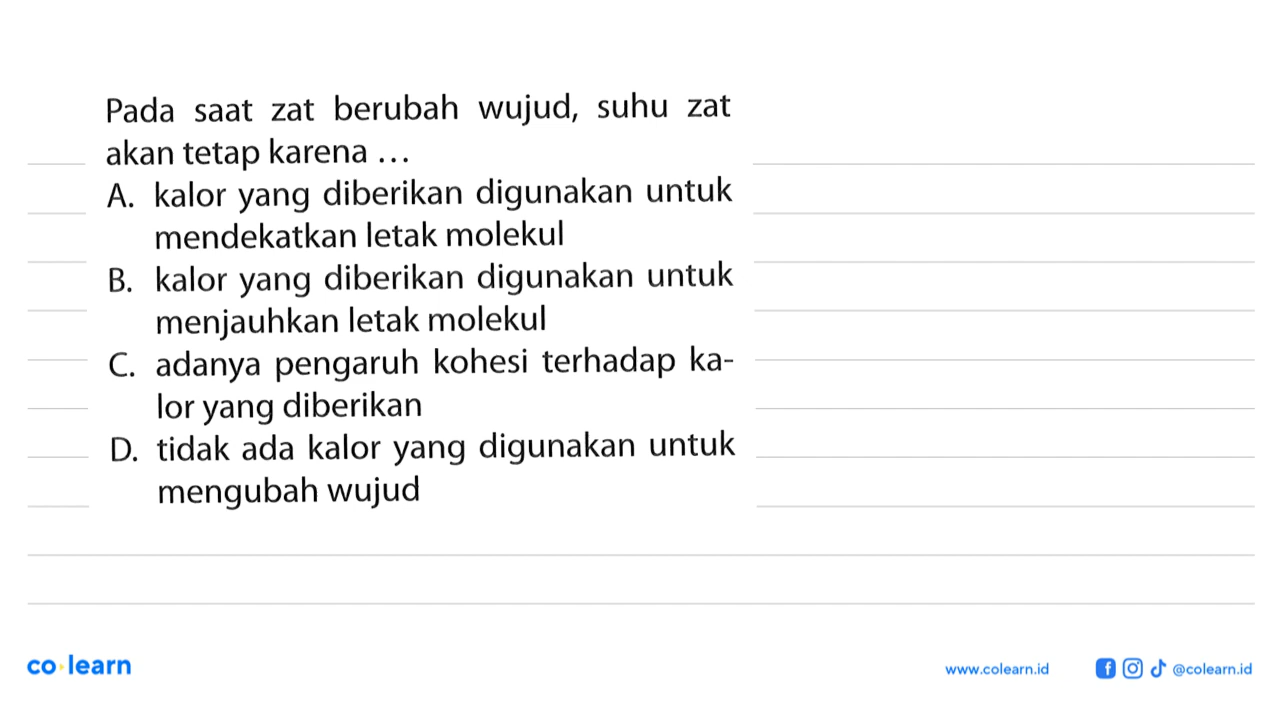 Pada saat zat berubah wujud, suhu zat
akan tetap karena ...
A. kalor yang diberikan digunakan untuk
mendekatkan letak molekul
B. kalor yang diberikan digunakan untuk
menjauhkan letak molekul
C. adanya pengaruh kohesi terhadap ka-
lor yang diberikan
D. tidak ada kalor yang digunakan untuk
mengubah wujud
co learn
www.colearn.id @colearn.id